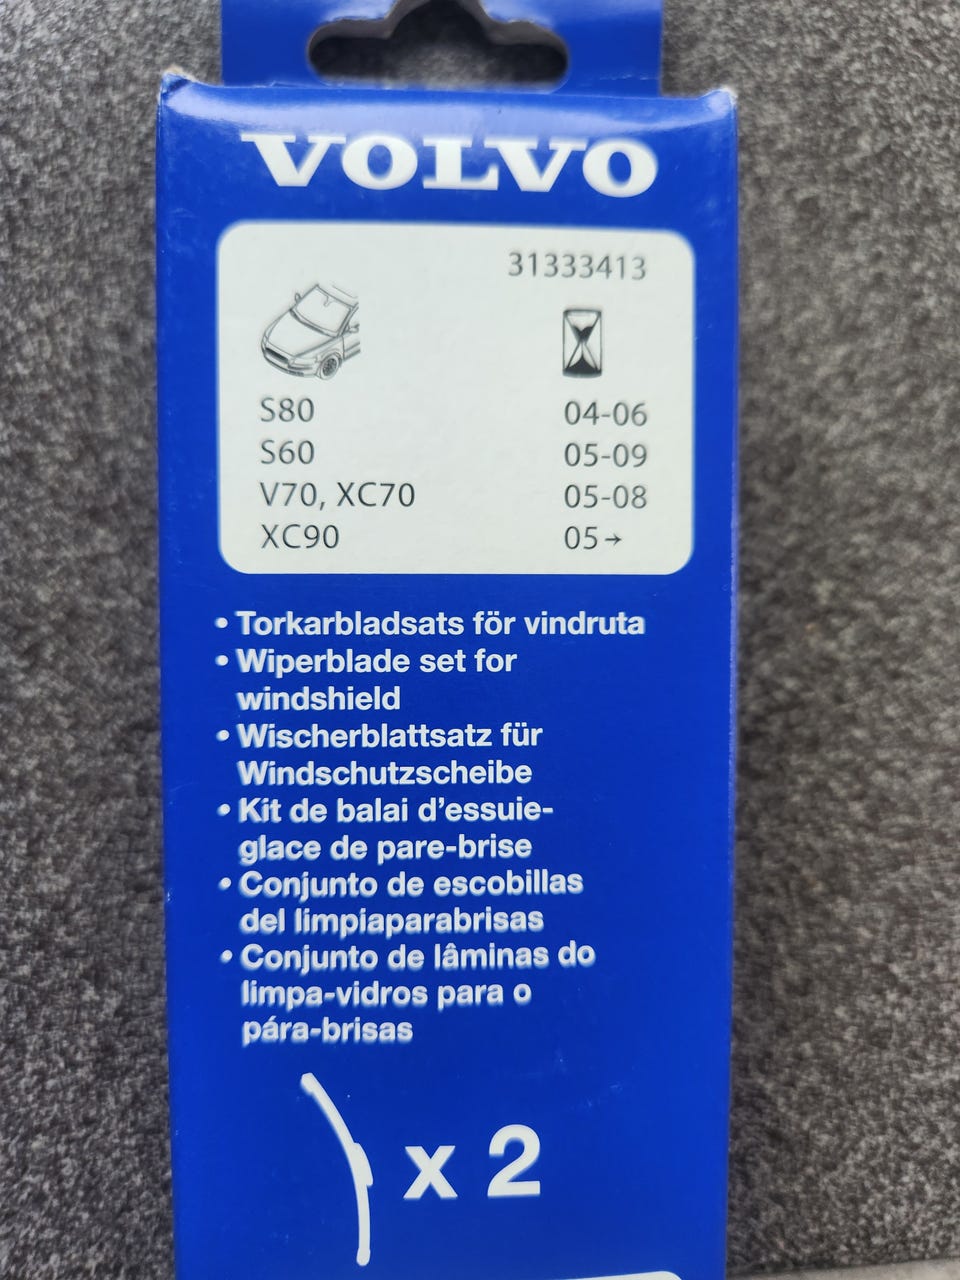 VOLVO
31333413
S80 04-06
S60 05-09
V70, XC70 05-08
XC90 05→
• Torkarbladsats för vindruta
• Wiperblade set for
windshield
• Wischerblattsatz für
Windschutzscheibe
• Kit de balai d’essuie-
glace de pare-brise
• Conjunto de escobillas
del limpiaparabrisas
• Conjunto de lâminas do
limpa-vidros para o
pára-brisas
x 2